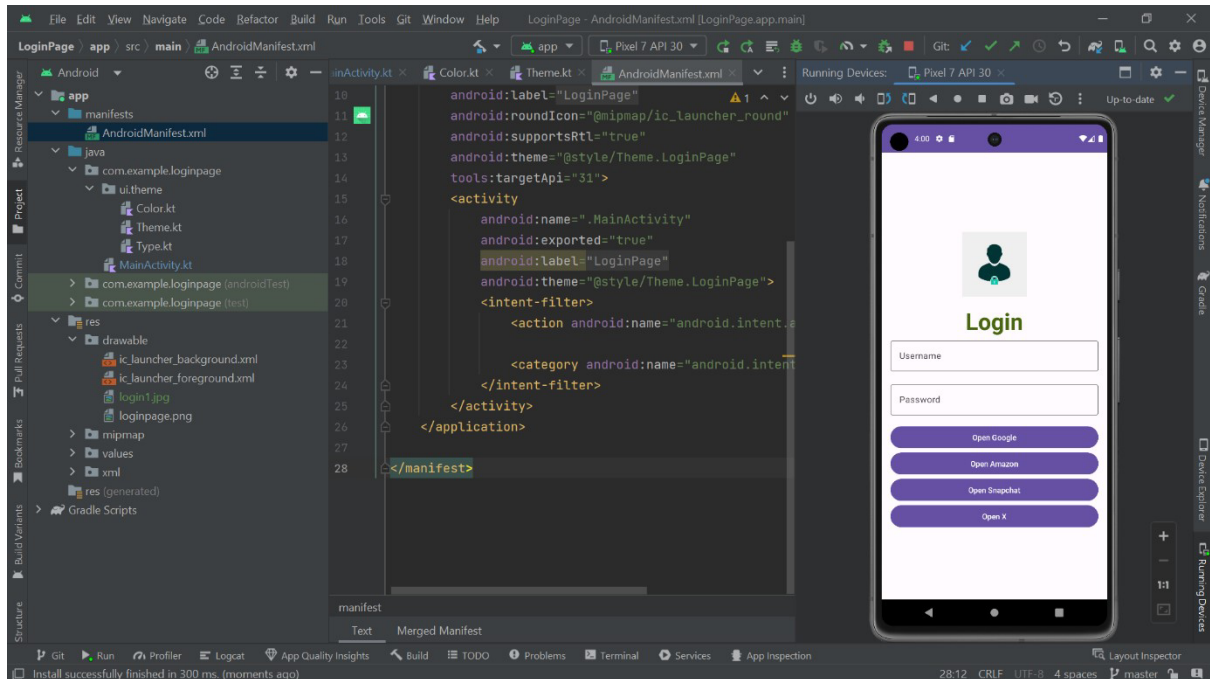 File Edit View Navigate Code Refactor Build Run Tools Git Window Help LoginPage - AndroidManifest.xml [LoginPage.app.main]
LoginPage app src main AndroidManifest.xml
app Pixel 7 API 30 Git:
Android
app
manifests
AndroidManifest.xml
java
com.example.loginpage
ui.theme
Color.kt
Theme.kt
Type.kt
MainActivity.kt
com.example.loginpage (androidTest)
com.example.loginpage (test)
res
drawable
ic_launcher_background.xml
ic_launcher_foreground.xml
login1.jpg
loginpage.png
mipmap
values
xml
res (generated)
Gradle Scripts
Resource Manager
Project
Commit
Pull Requests
Bookmarks
Build Variants
Structure
inActivity.kt Color.kt Theme.kt AndroidManifest.xml
1
10 android:label="LoginPage"
11 android:roundIcon="@mipmap/ic_launcher_round"
12 android:supportsRtl="true"
13 android:theme="@style/Theme.LoginPage"
14 tools:targetApi="31">
15 <activity
16 android:name=".MainActivity"
17 android:exported="true"
18 android:label="LoginPage"
19 android:theme="@style/Theme.LoginPage">
20 <intent-filter>
21 <action android:name="android.intent.a
22
23 <category android:name="android.intent
24 </intent-filter>
25 </activity>
26 </application>
27
28 </manifest>
manifest
Text Merged Manifest
Running Devices: Pixel 7 API 30
Up-to-date
4:00
Login
Username
Password
Open Google
Open Amazon
Open Snapchat
Open X
1:1
Device Manager
Notifications
Gradle
Device Explorer
Running Devices
Git Run Profiler Logcat App Quality Insights Build TODO Problems Terminal Services App Inspection Layout Inspector
Install successfully finished in 300 ms. (moments ago) 28:12 CRLF UTF-8 4 spaces master